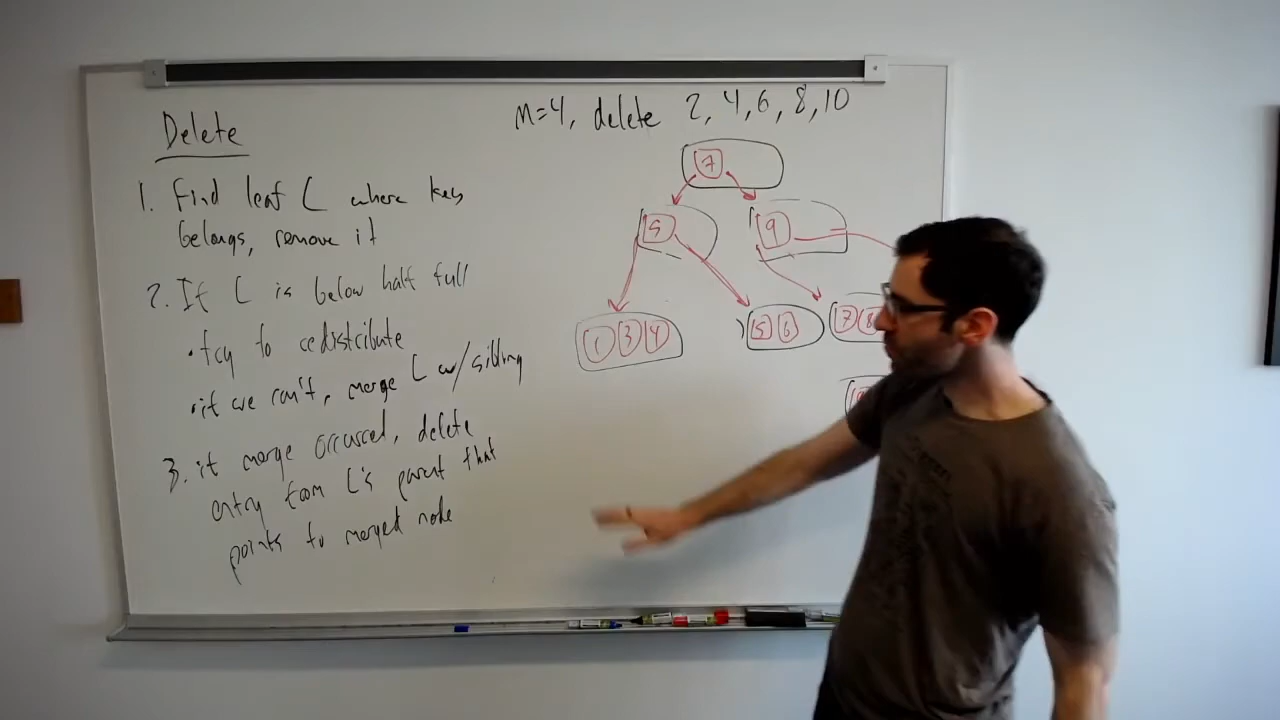 Delete
1. Find leaf L where key
belongs, remove it
2. If L is below half full
• try to redistribute
• if we can't, merge L w/ sibling
3. if merge occurred, delete
entry from L's parent that
points to merged node
M=4, delete 2, 4, 6, 8, 10
7
5 9
1 3 4 5 6 7 8